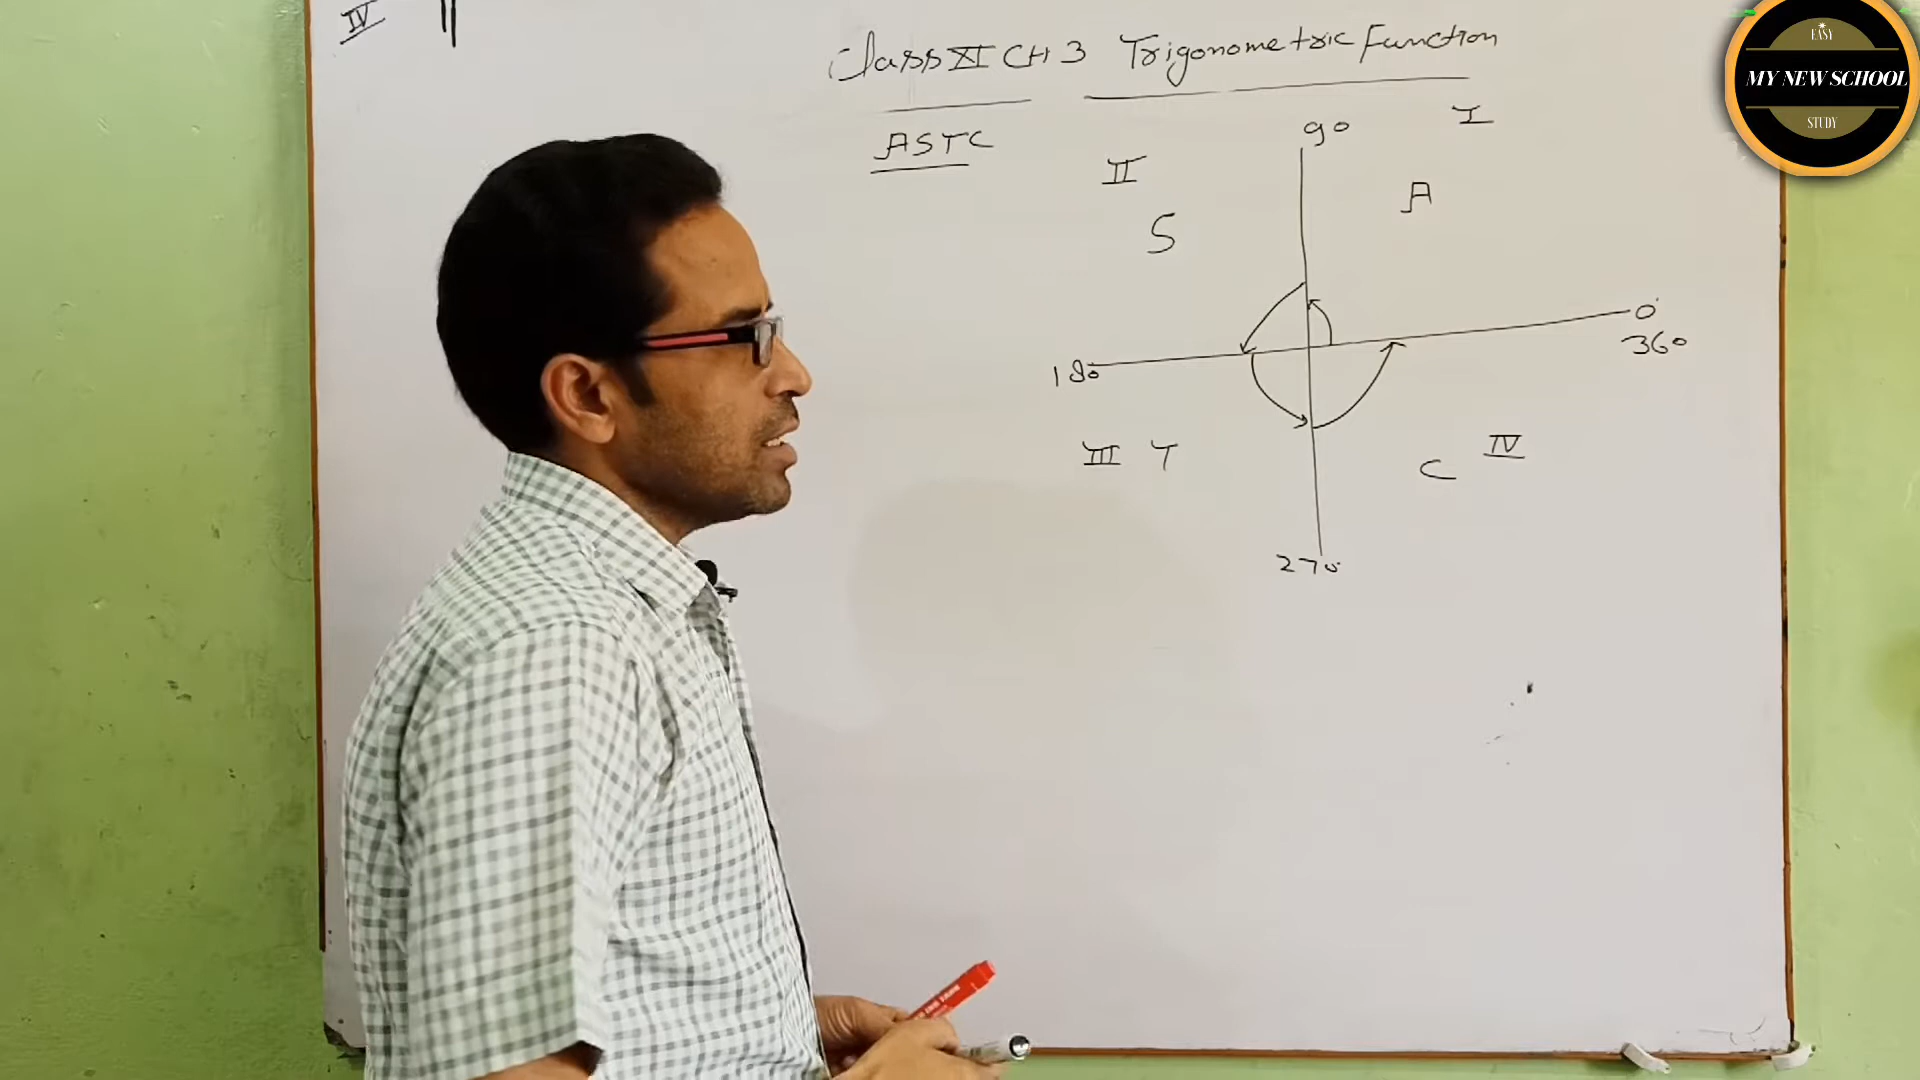 IV
Class XI CH 3 Trigonometric Function
ASTC
90
I
II
A
S
0
180
360
III T
C IV
270
EASY
MY NEW SCHOOL
STUDY